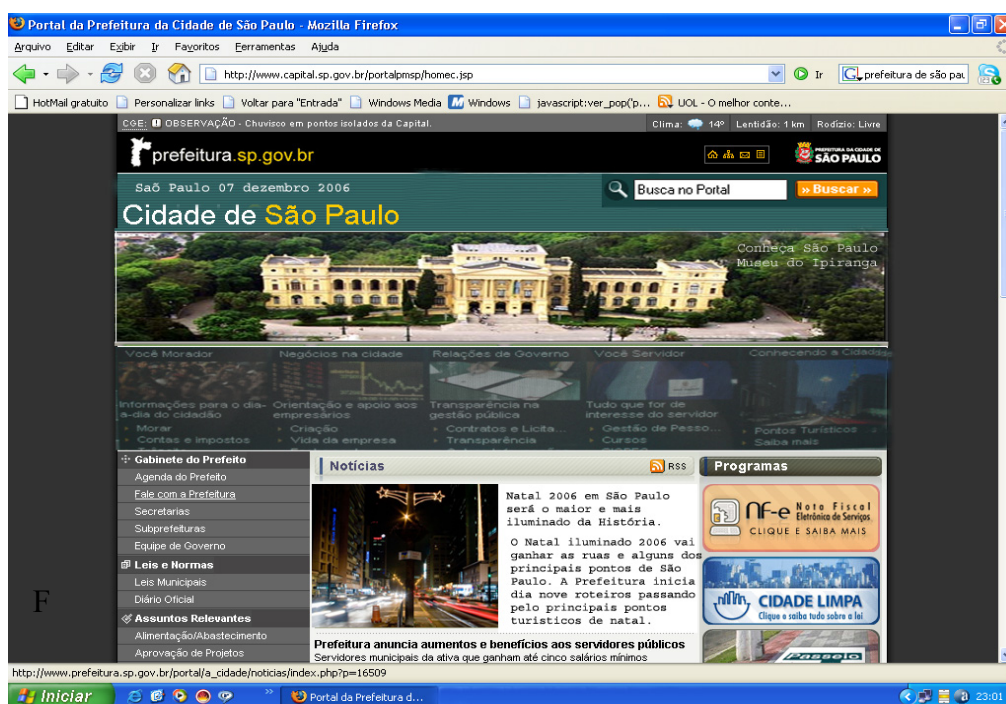 Portal da Prefeitura da Cidade de São Paulo - Mozilla Firefox
Arquivo Editar Exibir Ir Favoritos Ferramentas Ajuda
http://www.capital.sp.gov.br/portalpmsp/homec.jsp Ir prefeitura de são pau
HotMail gratuito Personalizar links Voltar para "Entrada" Windows Media Windows javascript:ver_pop('p... UOL - O melhor conte...
CGE: OBSERVAÇÃO - Chuvisco em pontos isolados da Capital. Clima: 14º Lentidão: 1 km Rodízio: Livre
prefeitura.sp.gov.br
PREFEITURA DA CIDADE DE
SÃO PAULO
Saõ Paulo 07 dezembro 2006
Busca no Portal » Buscar »
Cidade de São Paulo
Conheça São Paulo
Museu do Ipiranga
Você Morador Negócios na cidade Relações de Governo Você Servidor Conhecendo a Cidade
Informações para o dia-a-dia do cidadão
Morar
Contas e Impostos
Orientação e apoio aos
empresários
Criação
Vida da empresa
Transparência na
gestão pública
Contratos e Licita...
Transparência
Tudo que for de
interesse do servidor
Gestão de Pesso...
Cursos
Pontos Turísticos
Saiba mais
Gabinete do Prefeito
Agenda do Prefeito
Fale com a Prefeitura
Secretarias
Subprefeituras
Equipe de Governo
Leis e Normas
Leis Municipais
Diário Oficial
Assuntos Relevantes
Alimentação/Abastecimento
Aprovação de Projetos
F
Notícias RSS
Natal 2006 em São Paulo
será o maior e mais
iluminado da História.
O Natal iluminado 2006 vai
ganhar as ruas e alguns dos
principais pontos de São
Paulo. A Prefeitura inicia
dia nove roteiros passando
pelo principais pontos
turisticos de natal.
Prefeitura anuncia aumentos e benefícios aos servidores públicos
Servidores municipais da ativa que ganham até cinco salários mínimos
Programas
NF-e Nota Fiscal
Eletrônica de Serviços
CLIQUE E SAIBA MAIS
CIDADE LIMPA
Clique e saiba tudo sobre a lei
Passeio
http://www.prefeitura.sp.gov.br/portal/a_cidade/noticias/index.php?p=16509
Iniciar » Portal da Prefeitura d... 23:01